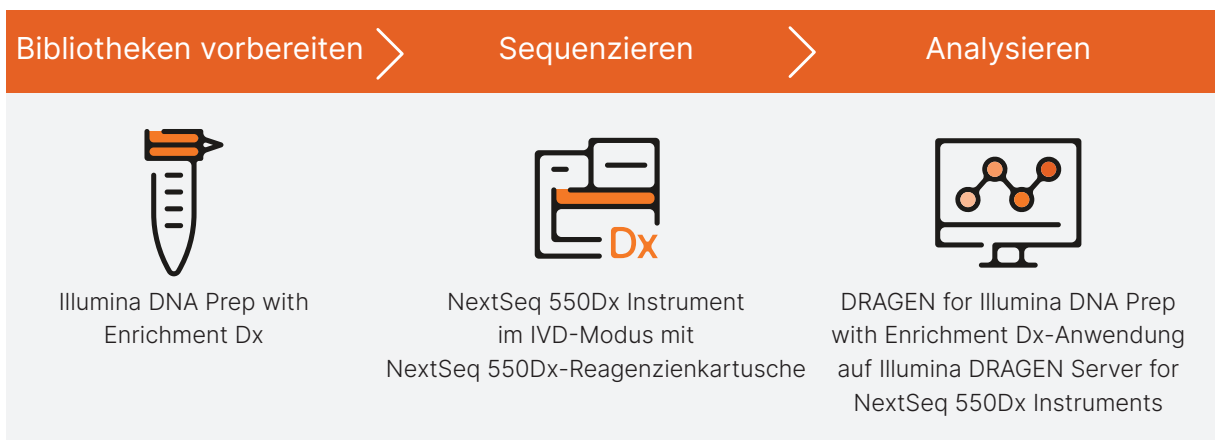 Bibliotheken vorbereiten
Sequenzieren
Analysieren
Dx
Illumina DNA Prep with
Enrichment Dx
NextSeq 550Dx Instrument
im IVD-Modus mit
NextSeq 550Dx-Reagenzienkartusche
DRAGEN for Illumina DNA Prep
with Enrichment Dx-Anwendung
auf Illumina DRAGEN Server for
NextSeq 550Dx Instruments